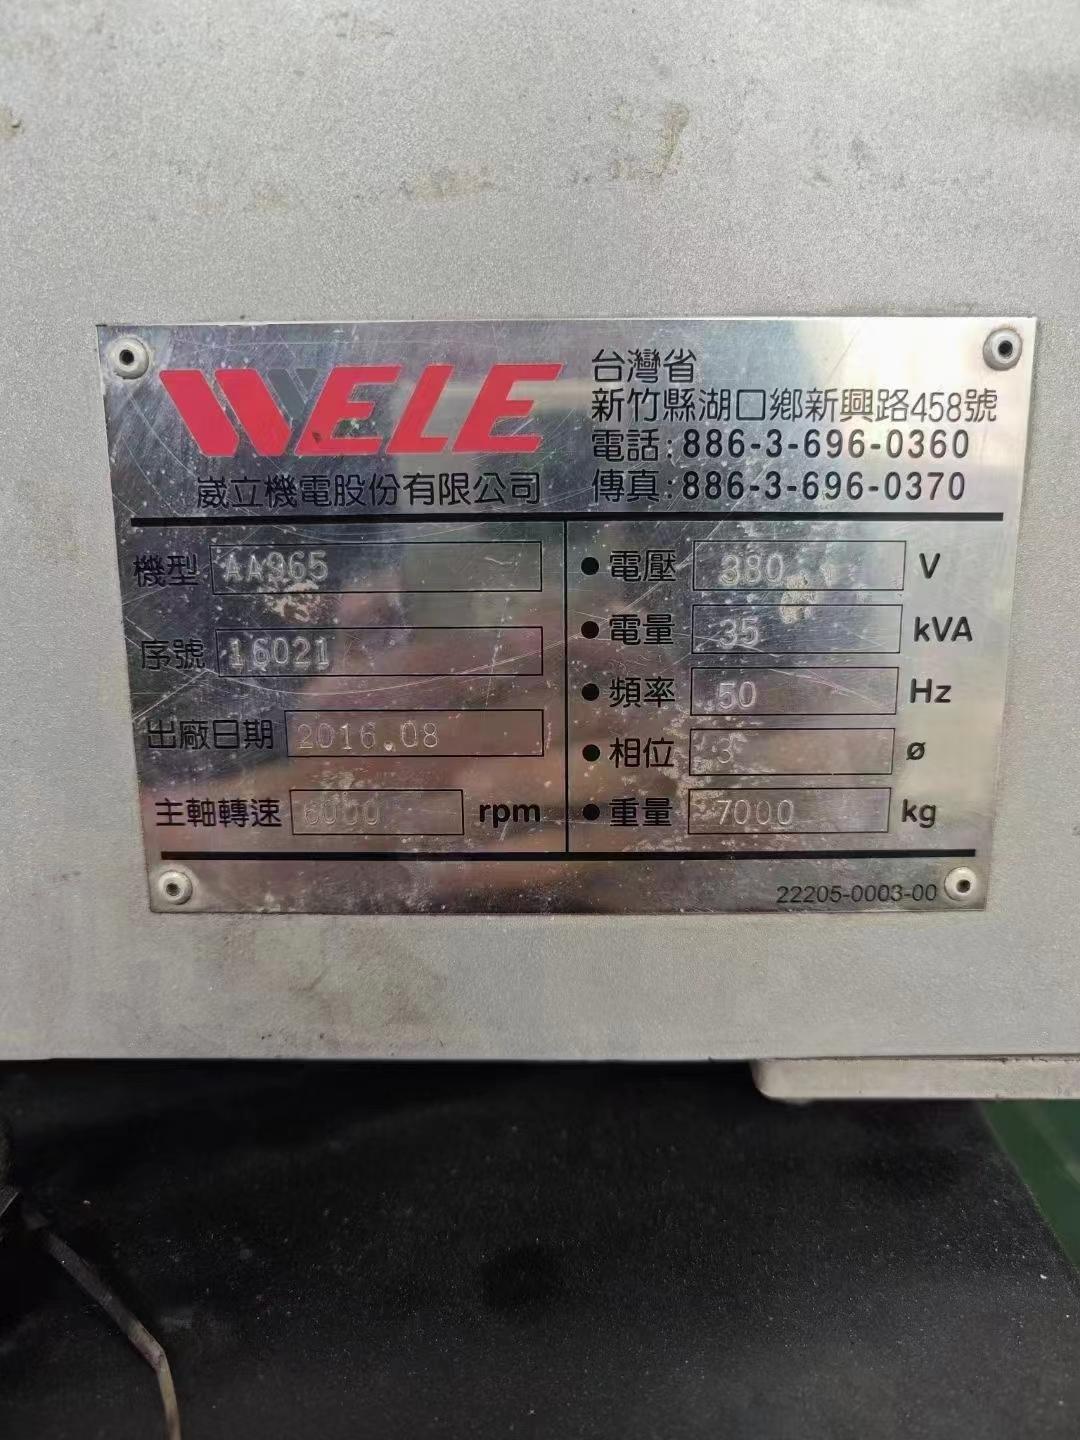 WELE
崴立機電股份有限公司
台灣省
新竹縣湖口鄉新興路458號
電話:886-3-696-0360
傳真:886-3-696-0370
機型 AA965
序號 16021
出廠日期 2016.08
主軸轉速 6000 rpm
●電壓 380 V
●電量 35 kVA
●頻率 50 Hz
●相位 3 ø
●重量 7000 kg
22205-0003-00